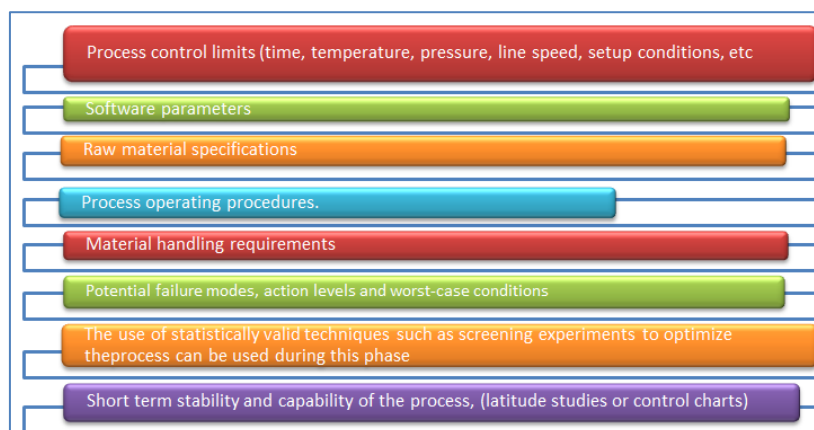 Process control limits (time, temperature, pressure, line speed, setup conditions, etc
Software parameters
Raw material specifications
Process operating procedures.
Material handling requirements
Potential failure modes, action levels and worst-case conditions
The use of statistically valid techniques such as screening experiments to optimize
theprocess can be used during this phase
Short term stability and capability of the process, (latitude studies or control charts)